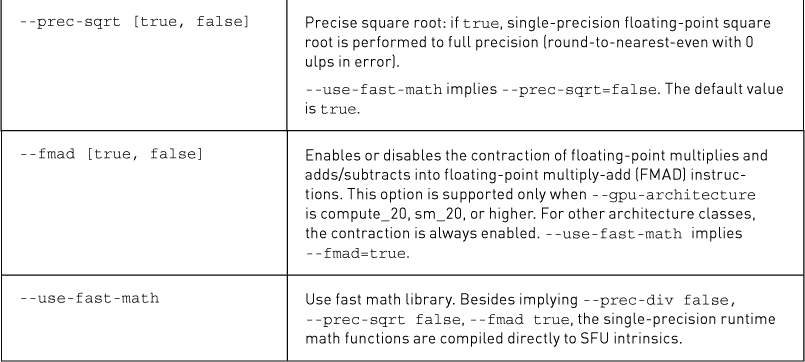 --prec-sqrt [true, false]
Precise square root: if true, single-precision floating-point square
root is performed to full precision (round-to-nearest-even with 0
ulps in error).
--use-fast-math implies --prec-sqrt=false. The default value
is true.
--fmad [true, false]
Enables or disables the contraction of floating-point multiplies and
adds/subtracts into floating-point multiply-add (FMAD) instruc-
tions. This option is supported only when --gpu-architecture
is compute_20, sm_20, or higher. For other architecture classes,
the contraction is always enabled. --use-fast-math implies
--fmad=true.
--use-fast-math
Use fast math library. Besides implying --prec-div false,
--prec-sqrt false, --fmad true, the single-precision runtime
math functions are compiled directly to SFU intrinsics.